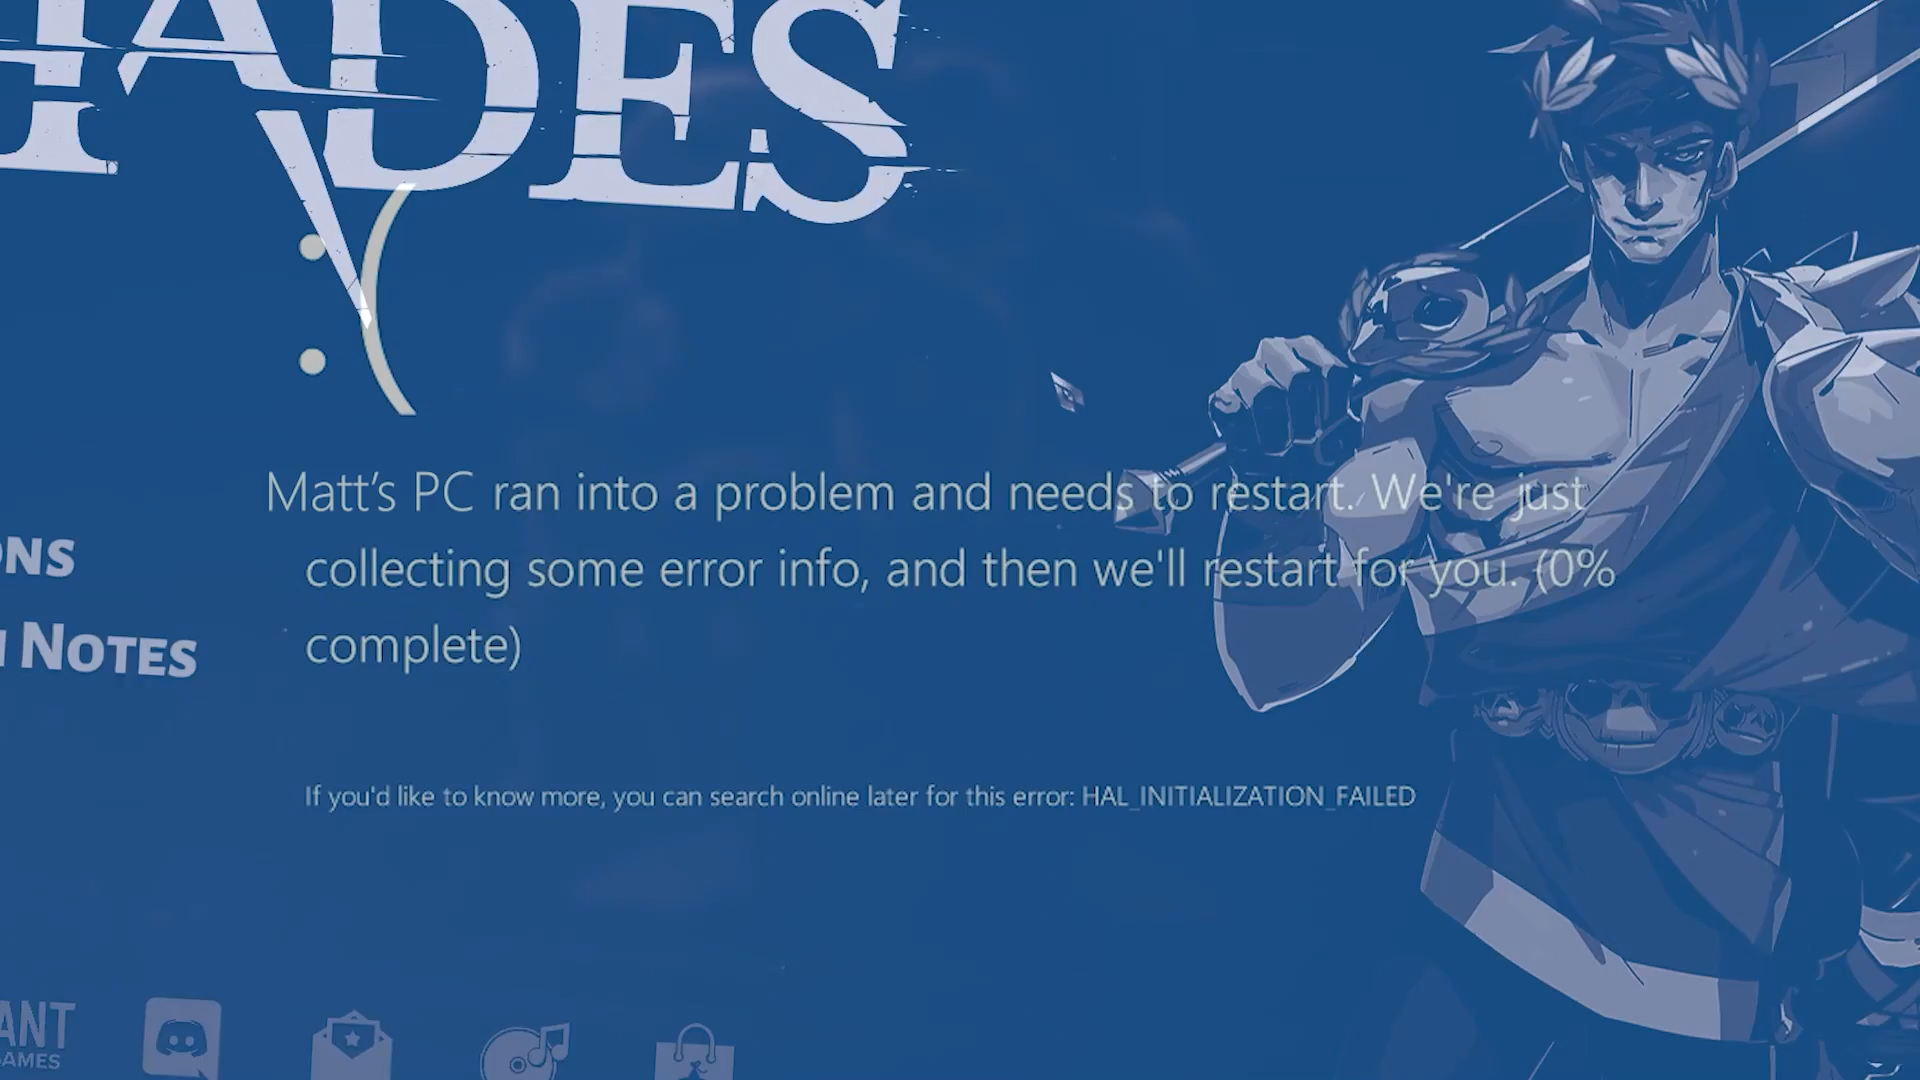 HADES
:(
Matt’s PC ran into a problem and needs to restart. We're just
collecting some error info, and then we'll restart for you. (0%
complete)
ONS
NOTES
If you'd like to know more, you can search online later for this error: HAL_INITIALIZATION_FAILED
ANT
GAMES